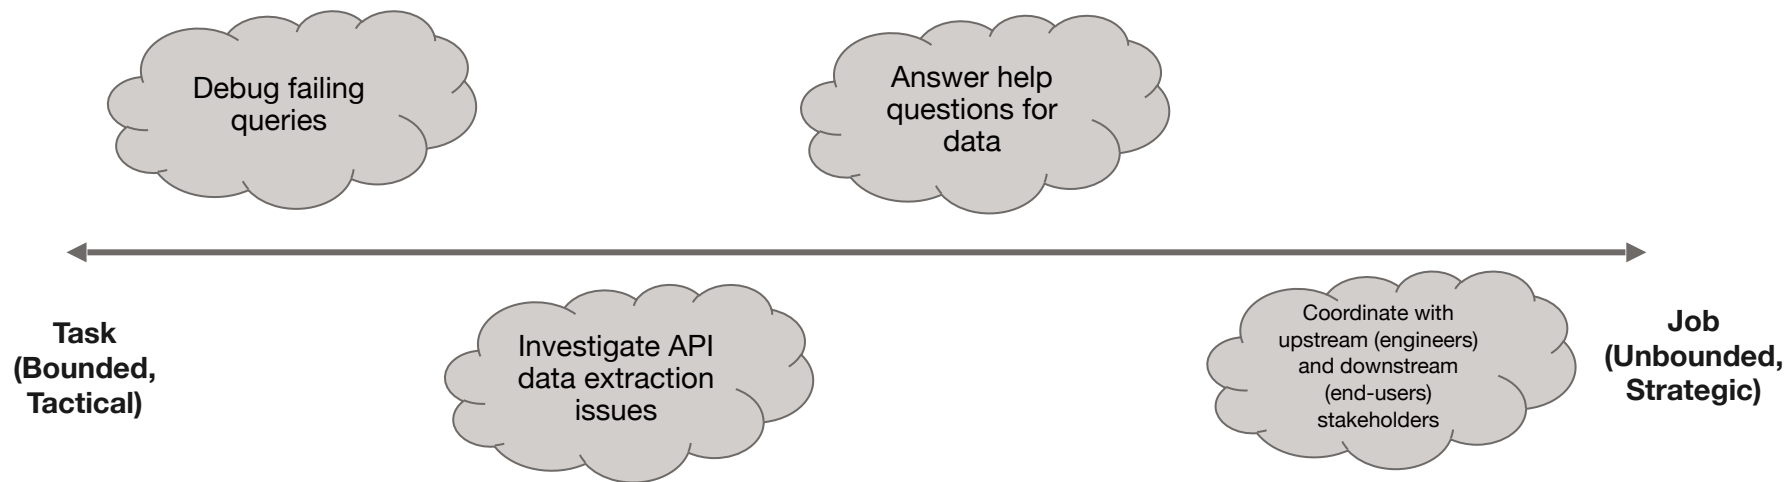 Debug failing
queries
Answer help
questions for
data
Task
(Bounded,
Tactical)
Investigate API
data extraction
issues
Coordinate with
upstream (engineers)
and downstream
(end-users)
stakeholders
Job
(Unbounded,
Strategic)